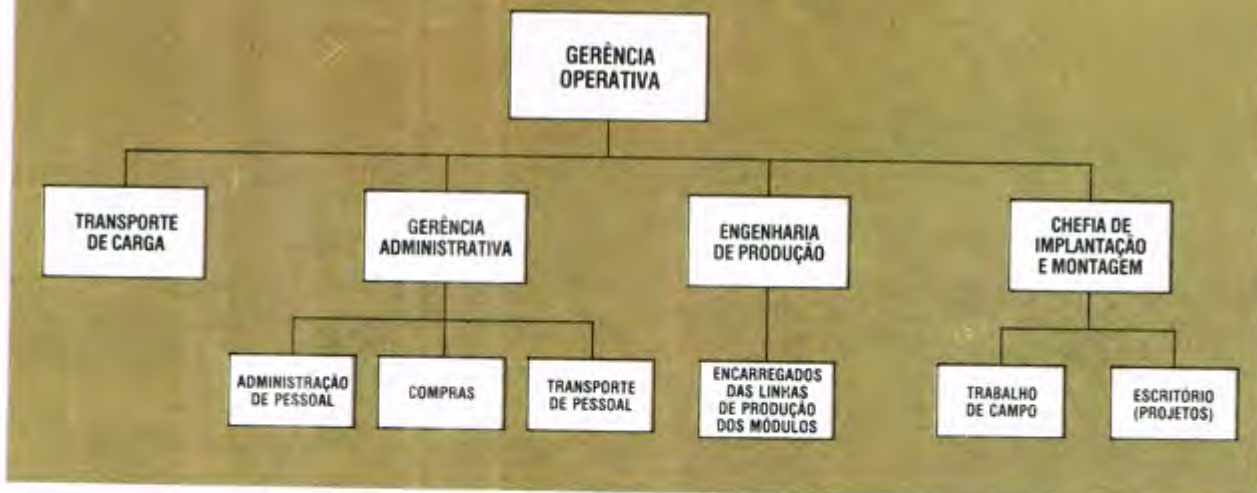 GERÊNCIA
OPERATIVA
TRANSPORTE
DE CARGA
GERÊNCIA
ADMINISTRATIVA
ENGENHARIA
DE PRODUÇÃO
CHEFIA DE
IMPLANTAÇÃO
E MONTAGEM
ADMINISTRAÇÃO
DE PESSOAL
COMPRAS
TRANSPORTE
DE PESSOAL
ENCARREGADOS
DAS LINHAS
DE PRODUÇÃO
DOS MÓDULOS
TRABALHO
DE CAMPO
ESCRITÓRIO
(PROJETOS)